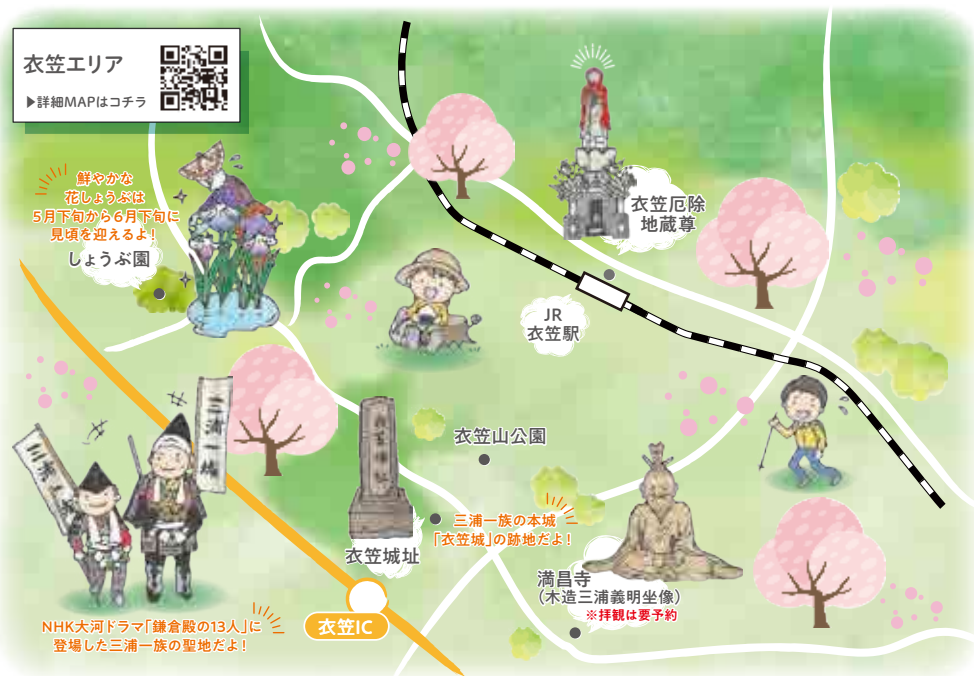 衣笠エリア
▶詳細MAPはコチラ
鮮やかな
花しょうぶは
5月下旬から6月下旬に
見頃を迎えるよ!
しょうぶ園
衣笠厄除
地蔵尊
JR
衣笠駅
三浦一族
衣笠山公園
三浦一族の本城
「衣笠城」の跡地だよ!
衣笠城址
満昌寺
(木造三浦義明坐像)
※拝観は要予約
衣笠IC
NHK大河ドラマ「鎌倉殿の13人」に
登場した三浦一族の聖地だよ!